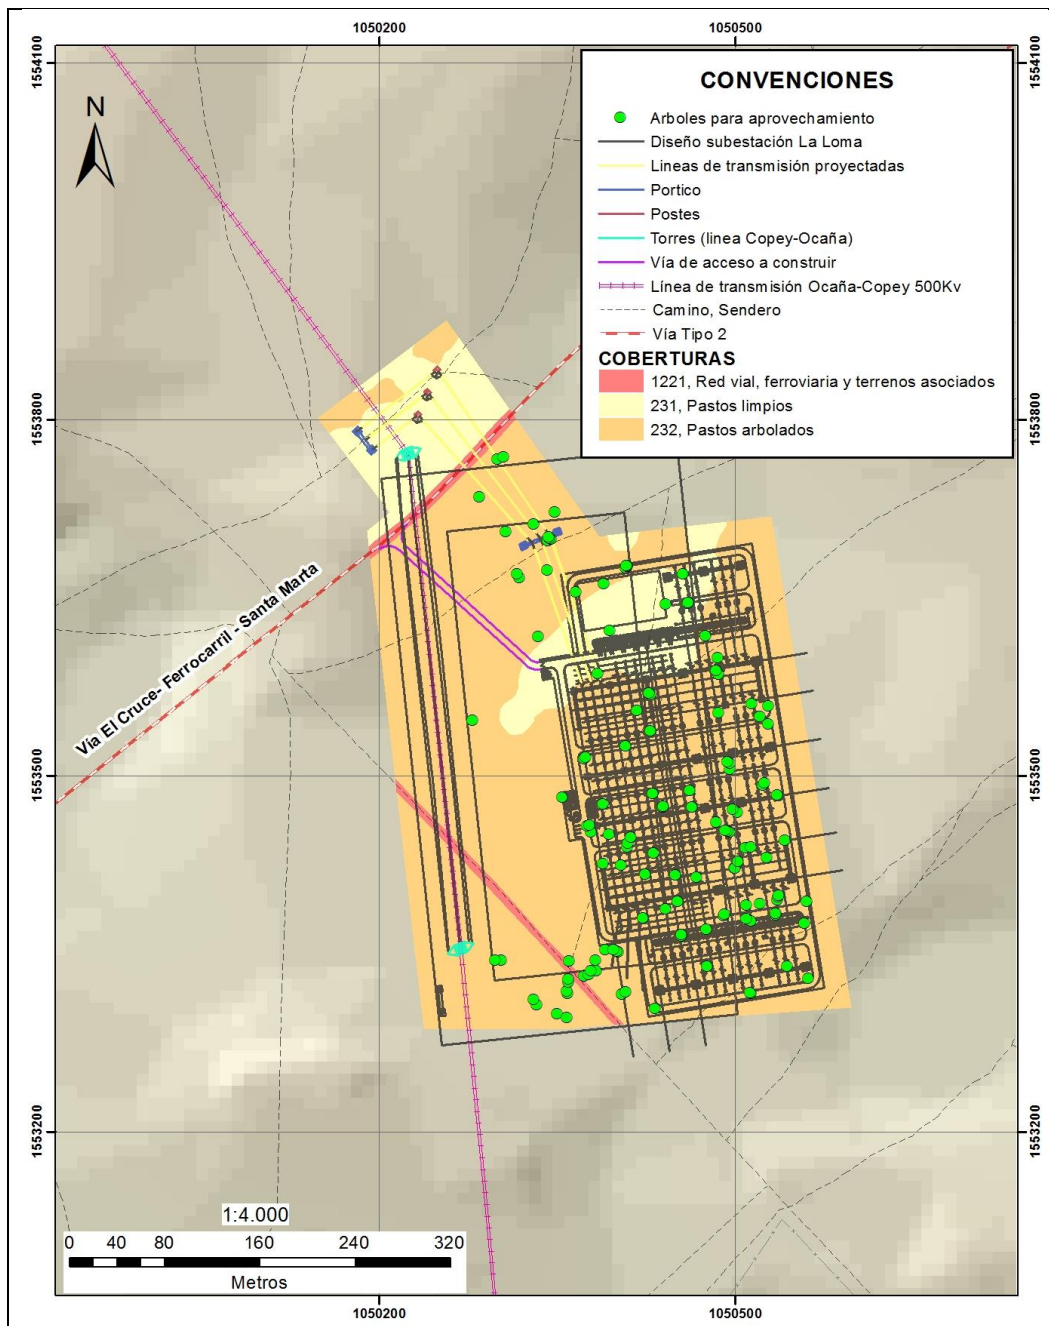 1050200
1050500
1554100
1554100
N
CONVENCIONES
Arboles para aprovechamiento
Diseño subestación La Loma
Lineas de transmisión proyectadas
Portico
Postes
Torres (linea Copey-Ocaña)
Vía de acceso a construir
Línea de transmisión Ocaña-Copey 500Kv
Camino, Sendero
Vía Tipo 2
COBERTURAS
1221, Red vial, ferroviaria y terrenos asociados
231, Pastos limpios
232, Pastos arbolados
1553800
1553800
Vía El Cruce- Ferrocarril - Santa Marta
1553500
1553500
1553200
1553200
1:4.000
0 40 80 160 240 320
Metros
1050200
1050500